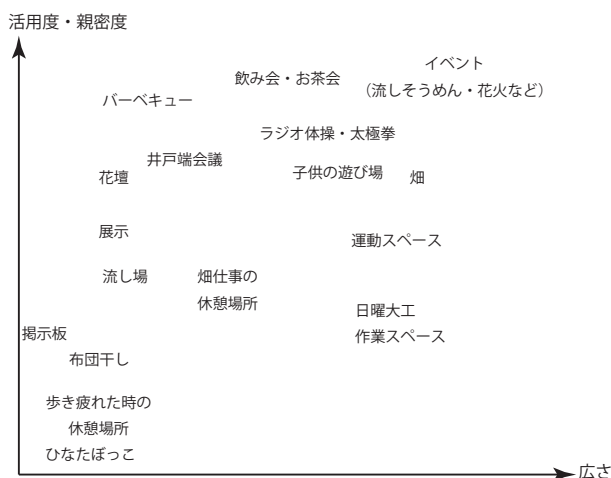 活用度・親密度
イベント
（流しそうめん・花火など）
飲み会・お茶会
バーベキュー
ラジオ体操・太極拳
井戸端会議
子供の遊び場
畑
花壇
展示
運動スペース
流し場
畑仕事の
休憩場所
日曜大工
作業スペース
掲示板
布団干し
歩き疲れた時の
休憩場所
ひなたぼっこ
広さ